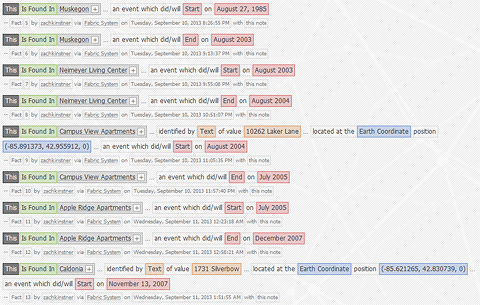 This Is Found In Muskegon + ... an event which did/will Start on August 27, 1985
-- Fact 5 by zachkinstner via Fabric System on Tuesday, September 10, 2013 8:26:55 PM with this note
This Is Found In Muskegon + ... an event which did/will End on August 2003
-- Fact 6 by zachkinstner via Fabric System on Tuesday, September 10, 2013 9:13:37 PM with this note
This Is Found In Neimeyer Living Center + ... an event which did/will Start on August 2003
-- Fact 7 by zachkinstner via Fabric System on Tuesday, September 10, 2013 9:55:08 PM with this note
This Is Found In Neimeyer Living Center + ... an event which did/will End on August 2004
-- Fact 8 by zachkinstner via Fabric System on Tuesday, September 10, 2013 10:51:07 PM with this note
This Is Found In Campus View Apartments + ... identified by Text of value 10262 Laker Lane ... located at the Earth Coordinate position
(-85.891373, 42.955912, 0) ... an event which did/will Start on August 2004
-- Fact 9 by zachkinstner via Fabric System on Tuesday, September 10, 2013 11:05:35 PM with this note
This Is Found In Campus View Apartments + ... an event which did/will End on July 2005
-- Fact 10 by zachkinstner via Fabric System on Tuesday, September 10, 2013 11:57:40 PM with this note
This Is Found In Apple Ridge Apartments + ... an event which did/will Start on July 2005
-- Fact 11 by zachkinstner via Fabric System on Wednesday, September 11, 2013 12:23:18 AM with this note
This Is Found In Apple Ridge Apartments + ... an event which did/will End on December 2007
-- Fact 12 by zachkinstner via Fabric System on Wednesday, September 11, 2013 12:58:21 AM with this note
This Is Found In Caldonia + ... identified by Text of value 1731 Silverbow ... located at the Earth Coordinate position (-85.621265, 42.830739, 0) ...
an event which did/will Start on November 13, 2007
-- Fact 13 by zachkinstner via Fabric System on Wednesday, September 11, 2013 1:51:55 AM with this note